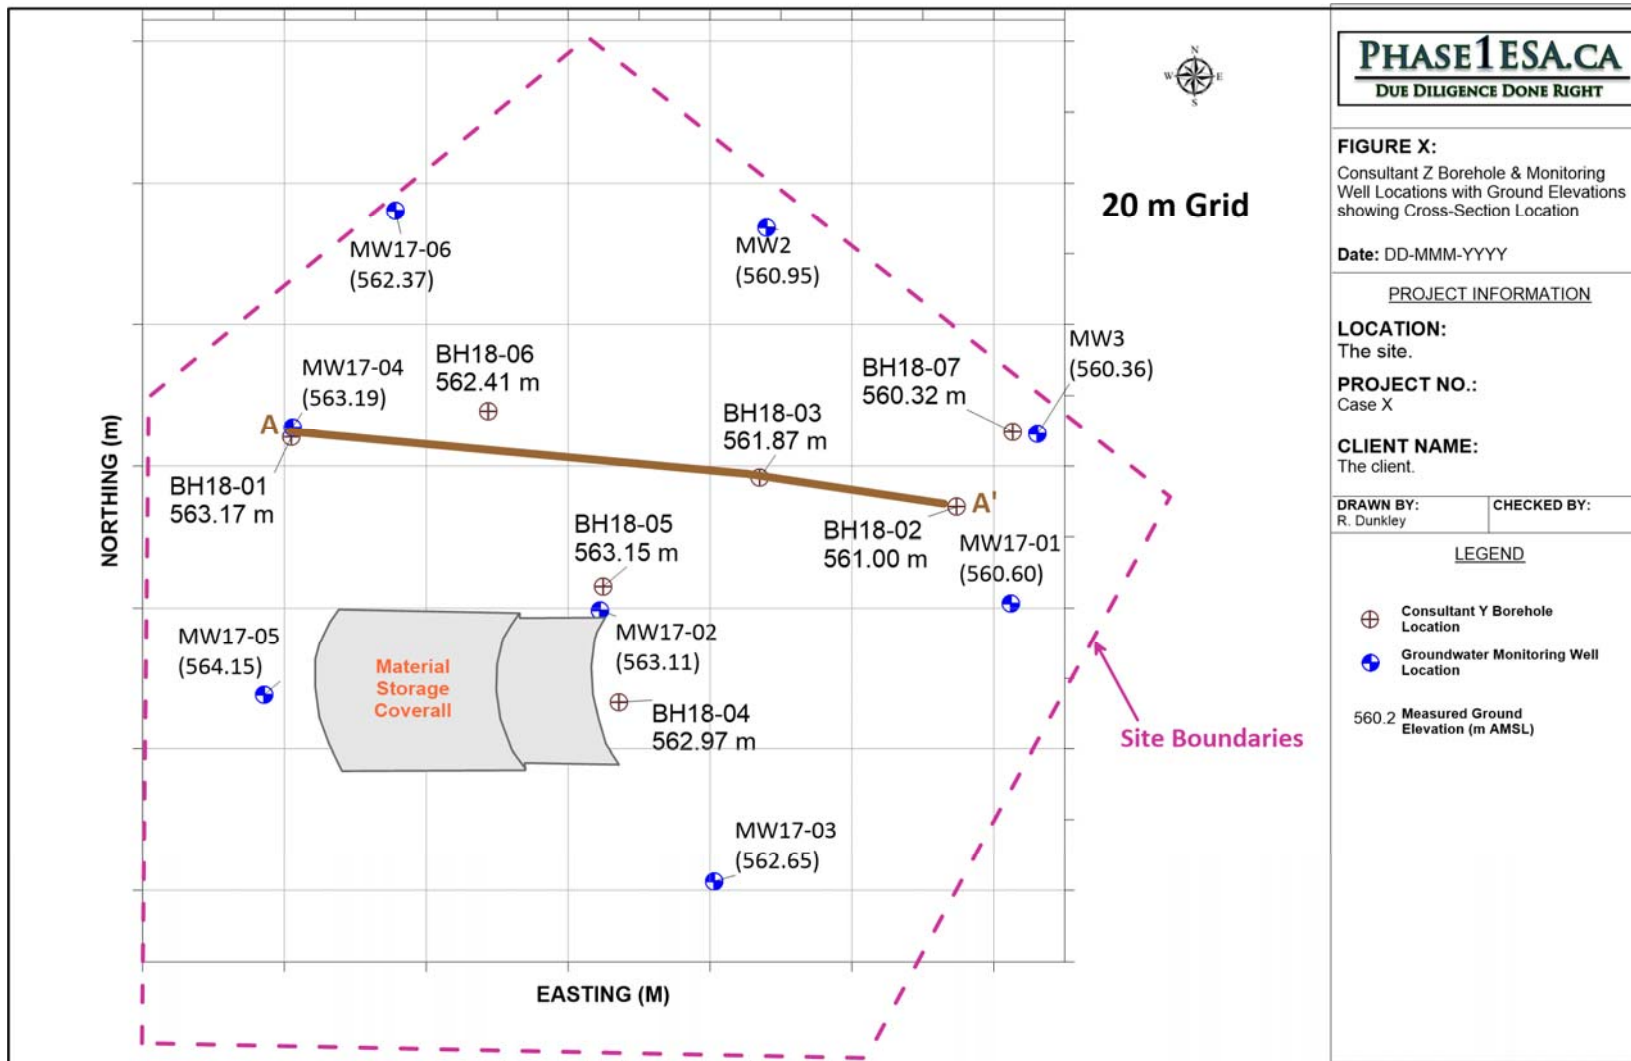 N
W
E
S
20 m Grid
MW17-06
(562.37)
MW2
(560.95)
MW3
(560.36)
MW17-04
(563.19)
BH18-06
562.41 m
BH18-07
560.32 m
BH18-03
561.87 m
A
A'
BH18-01
563.17 m
BH18-05
563.15 m
BH18-02
561.00 m
MW17-01
(560.60)
NORTHING (m)
MW17-05
(564.15)
Material
Storage
Coverall
MW17-02
(563.11)
BH18-04
562.97 m
Site Boundaries
MW17-03
(562.65)
EASTING (M)
PHASE1ESA.CA
DUE DILIGENCE DONE RIGHT
FIGURE X:
Consultant Z Borehole & Monitoring
Well Locations with Ground Elevations
showing Cross-Section Location
Date: DD-MMM-YYYY
PROJECT INFORMATION
LOCATION:
The site.
PROJECT NO.:
Case X
CLIENT NAME:
The client.
DRAWN BY:
R. Dunkley
CHECKED BY:
LEGEND
Consultant Y Borehole
Location
Groundwater Monitoring Well
Location
560.2 Measured Ground
Elevation (m AMSL)